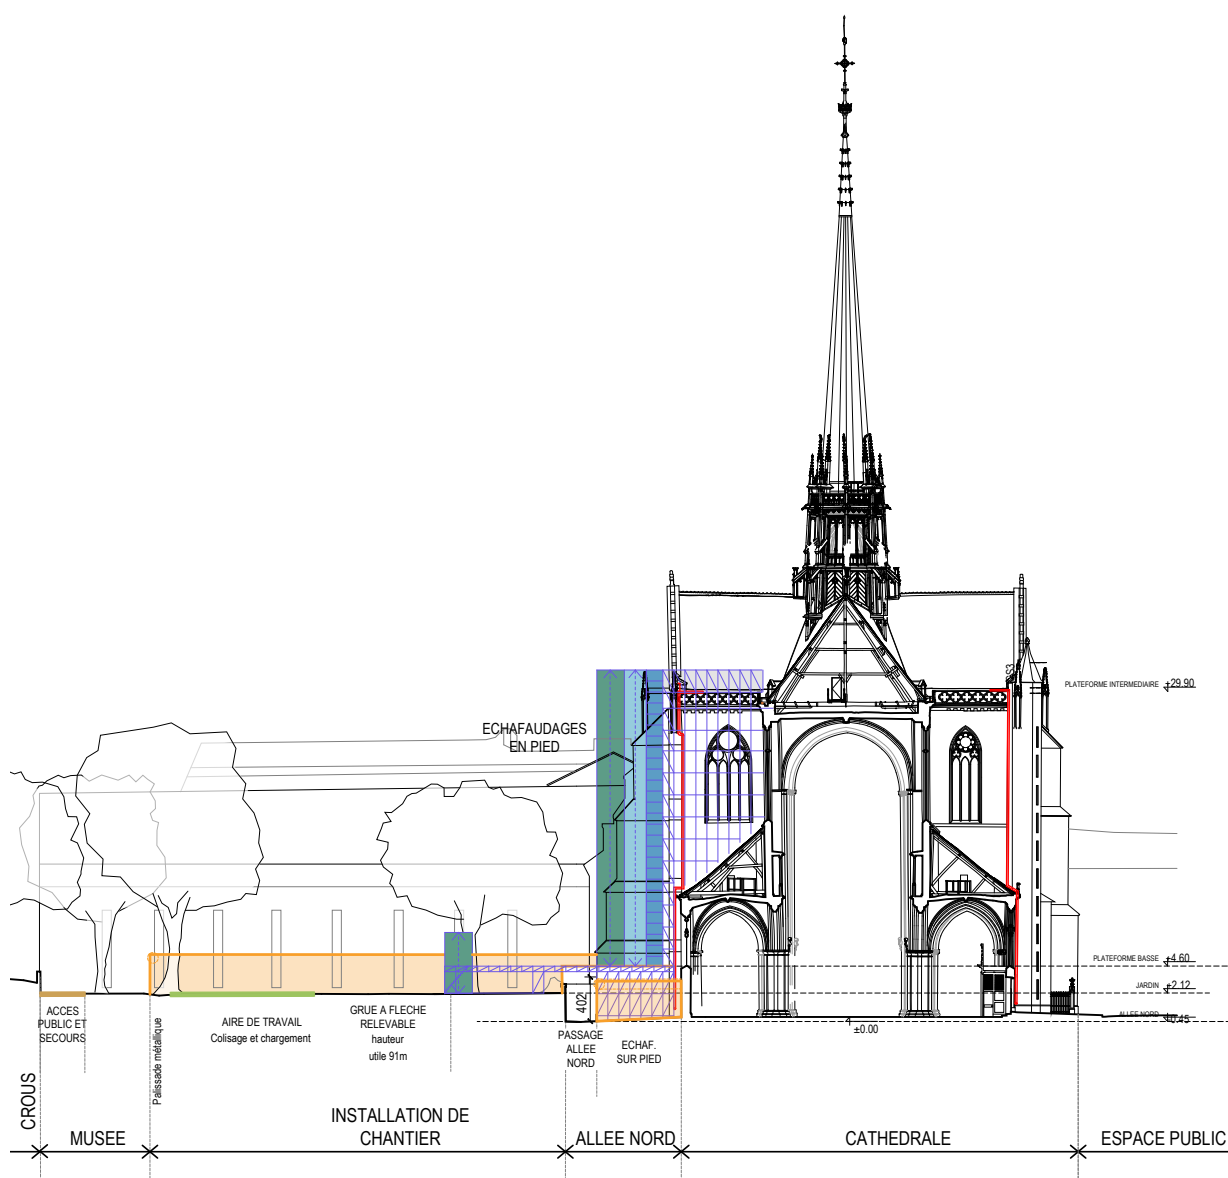 ECHAFAUDAGES
EN PIED
PLATEFORME INTERMEDIAIRE
+29.90
PLATEFORME BASSE
+4.60
JARDIN
+2.12
ALLEE NORD
0.45
±0.00
402
ACCES
PUBLIC ET
SECOURS
Palissade métallique
AIRE DE TRAVAIL
Colisage et chargement
GRUE A FLECHE
RELEVABLE
hauteur
utile 91m
PASSAGE
ALLEE
NORD
ECHAF.
SUR PIED
CROUS
MUSEE
INSTALLATION DE
CHANTIER
ALLEE NORD
CATHEDRALE
ESPACE PUBLIC